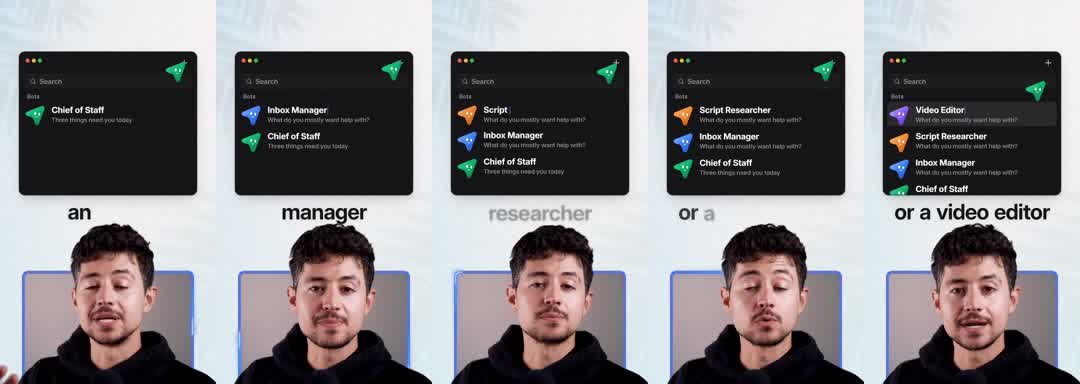 Search
Bots
Chief of Staff
Three things need you today
an
Search
Bots
Inbox Manager
What do you mostly want help with?
Chief of Staff
Three things need you today
manager
Search
Bots
Script
What do you mostly want help with?
Inbox Manager
What do you mostly want help with?
Chief of Staff
Three things need you today
researcher
Search
Bots
Script Researcher
What do you mostly want help with?
Inbox Manager
What do you mostly want help with?
Chief of Staff
Three things need you today
or a
Search
Bots
Video Editor
What do you mostly want help with?
Script Researcher
What do you mostly want help with?
Inbox Manager
What do you mostly want help with?
Chief of Staff
or a video editor